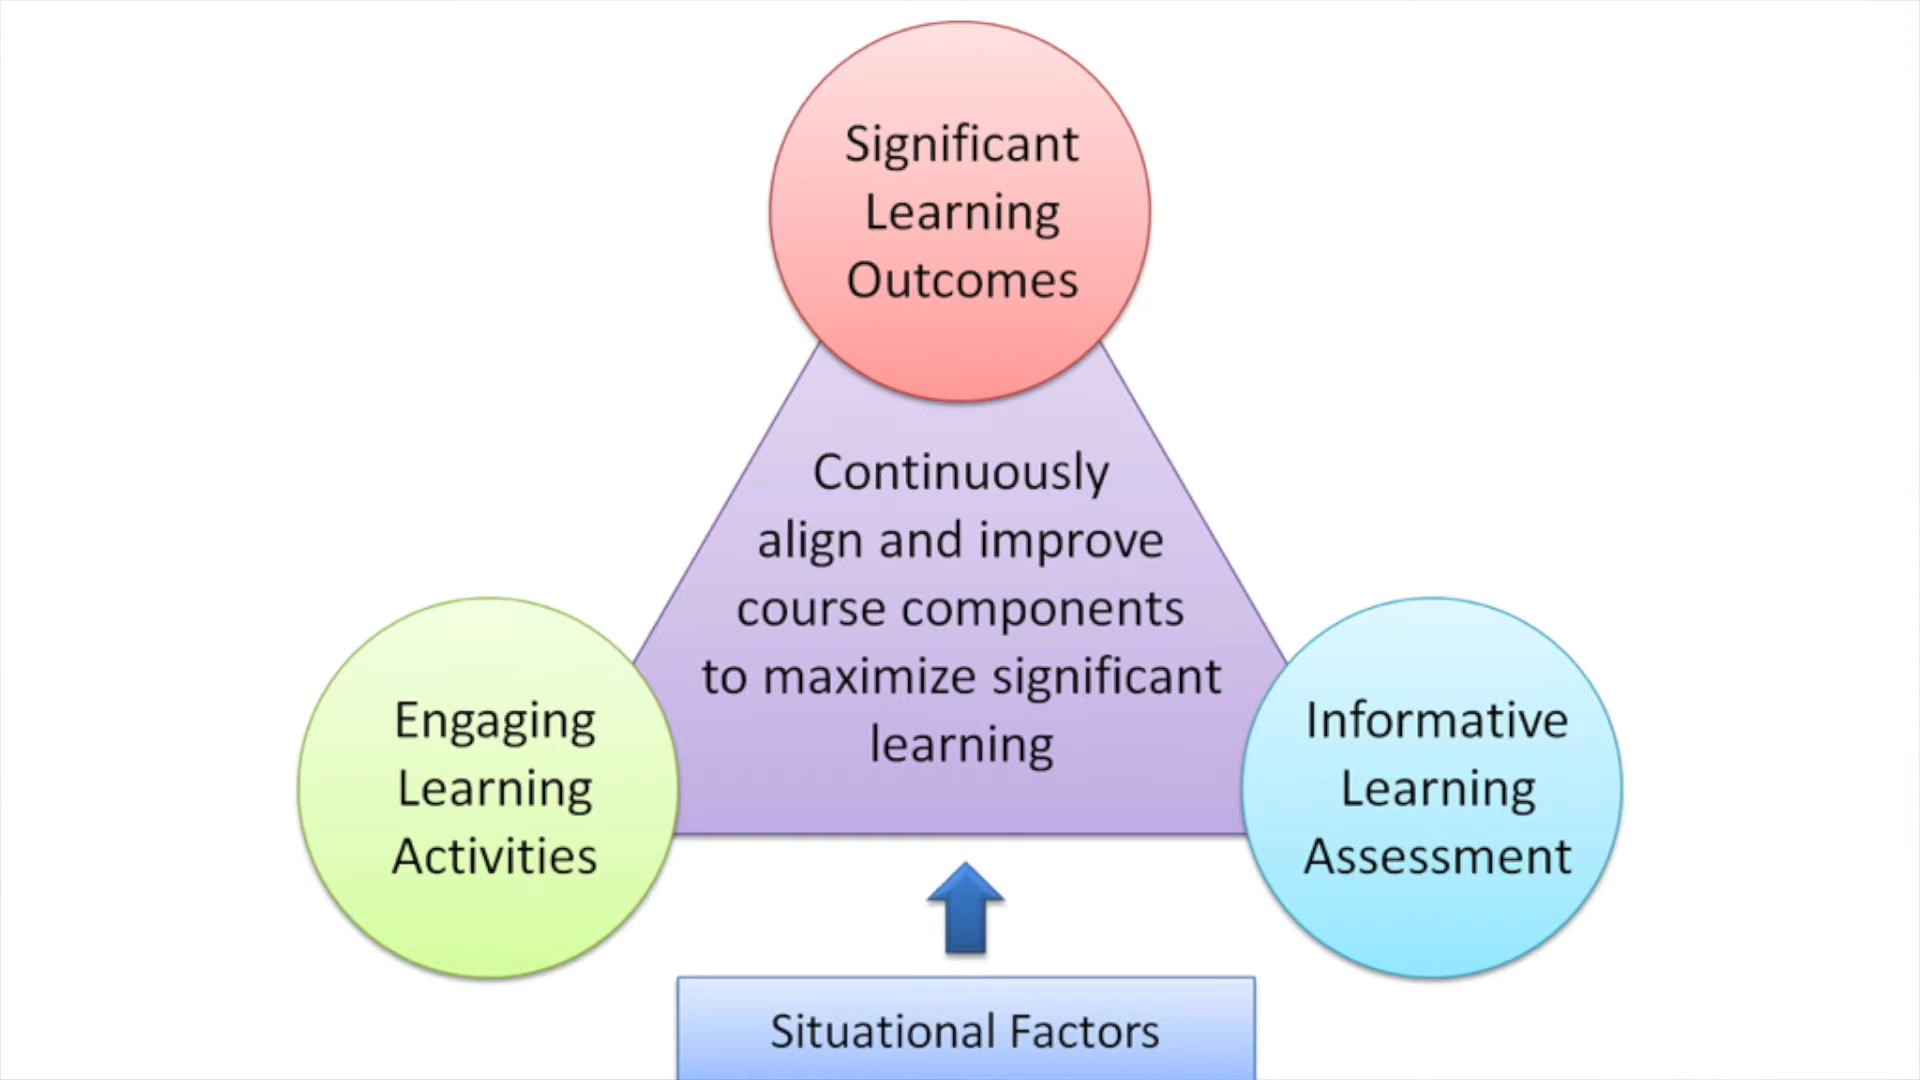 Significant
Learning
Outcomes
Continuously
align and improve
course components
to maximize significant
learning
Engaging
Learning
Activities
Informative
Learning
Assessment
Situational Factors